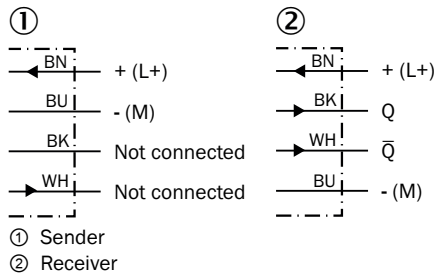 ① ②
BN + (L+)
BU - (M)
BK Not connected
WH Not connected
BN + (L+)
BK Q
WH Q̅
BU - (M)
① Sender
② Receiver